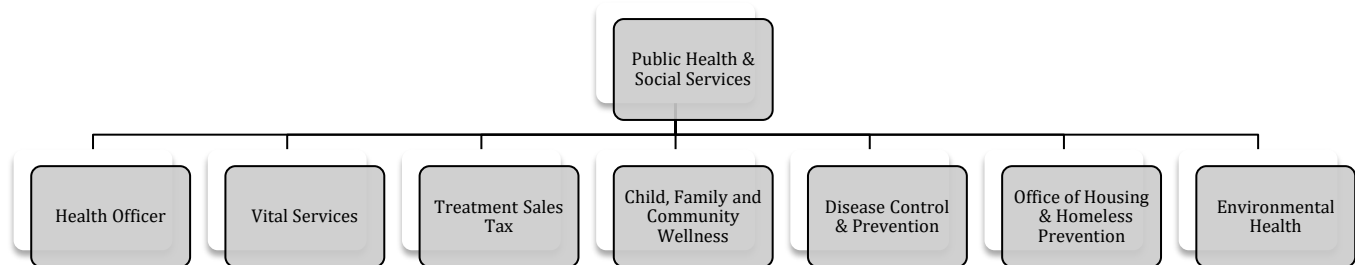 Public Health &
Social Services
Health Officer
Vital Services
Treatment Sales
Tax
Child, Family and
Community
Wellness
Disease Control
& Prevention
Office of Housing
& Homeless
Prevention
Environmental
Health